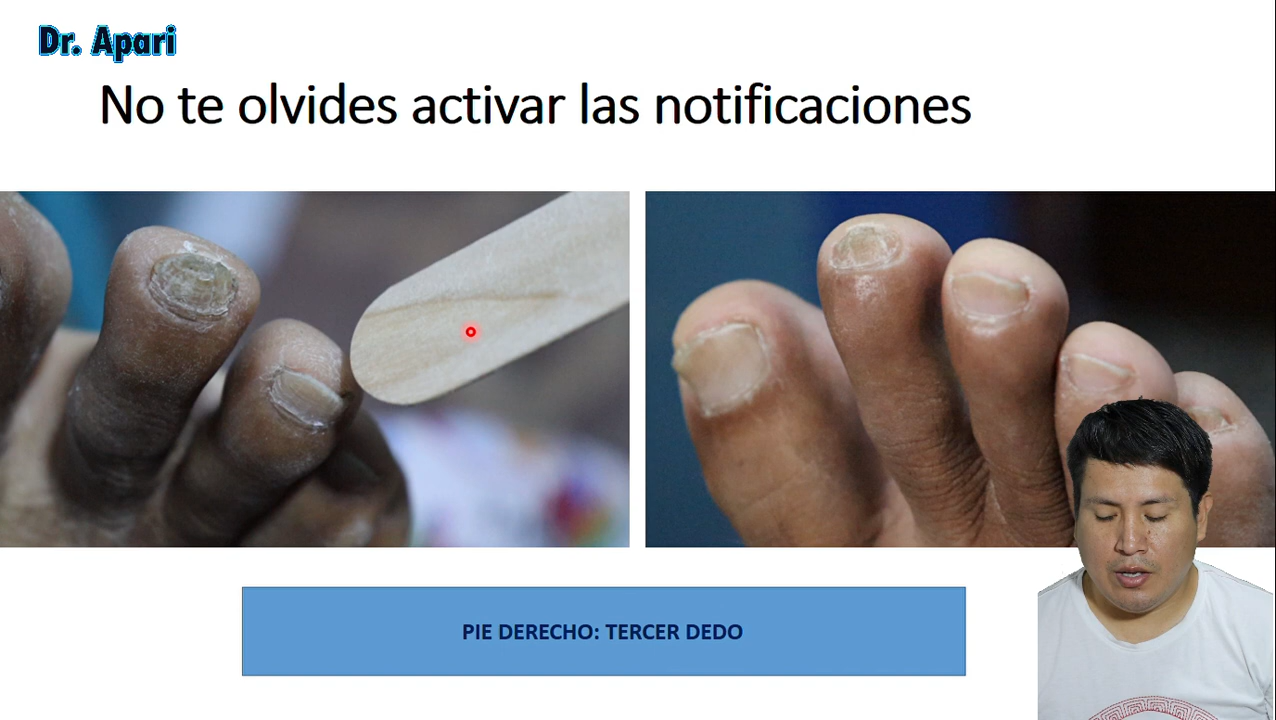 Dr. Apari
No te olvides activar las notificaciones
PIE DERECHO: TERCER DEDO